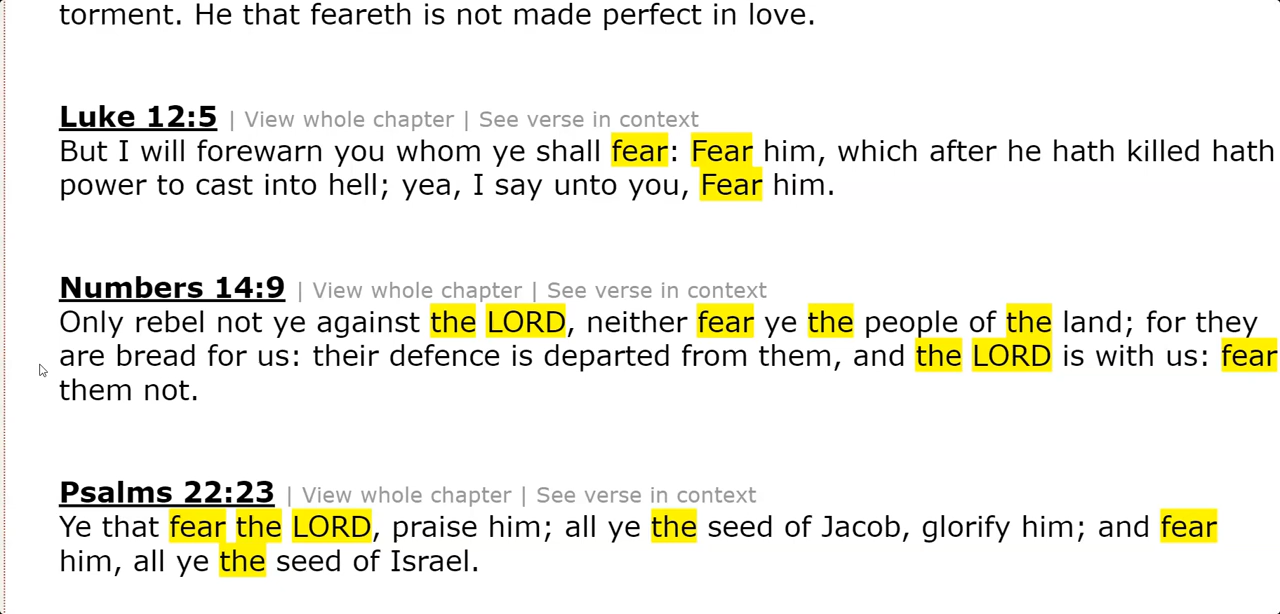 torment. He that feareth is not made perfect in love.
Luke 12:5 | View whole chapter | See verse in context
But I will forewarn you whom ye shall fear: Fear him, which after he hath killed hath
power to cast into hell; yea, I say unto you, Fear him.
Numbers 14:9 | View whole chapter | See verse in context
Only rebel not ye against the LORD, neither fear ye the people of the land; for they
are bread for us: their defence is departed from them, and the LORD is with us: fear
them not.
Psalms 22:23 | View whole chapter | See verse in context
Ye that fear the LORD, praise him; all ye the seed of Jacob, glorify him; and fear
him, all ye the seed of Israel.